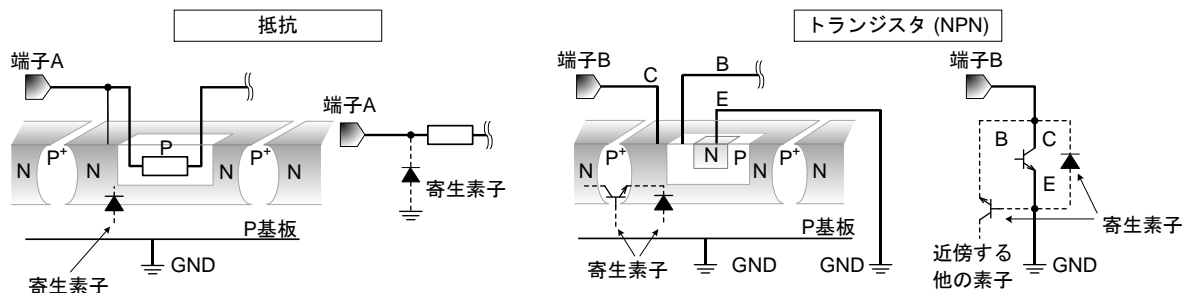 抵抗
端子A
端子A
N
P+
N
P
N
P+
N
寄生素子
P基板
寄生素子
GND
トランジスタ (NPN)
端子B
C
B
E
N
P+
N
N
P
N
P+
N
P基板
寄生素子
GND
GND
端子B
B
C
E
寄生素子
近傍する
他の素子
GND